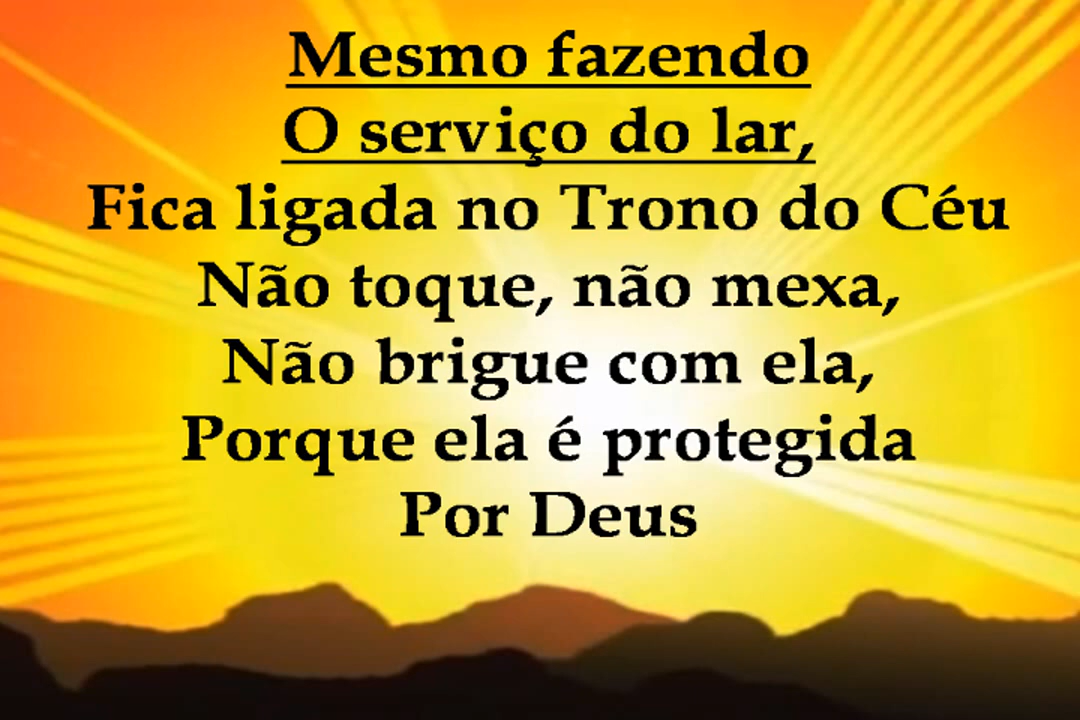 Mesmo fazendo
O serviço do lar,
Fica ligada no Trono do Céu
Não toque, não mexa,
Não brigue com ela,
Porque ela é protegida
Por Deus